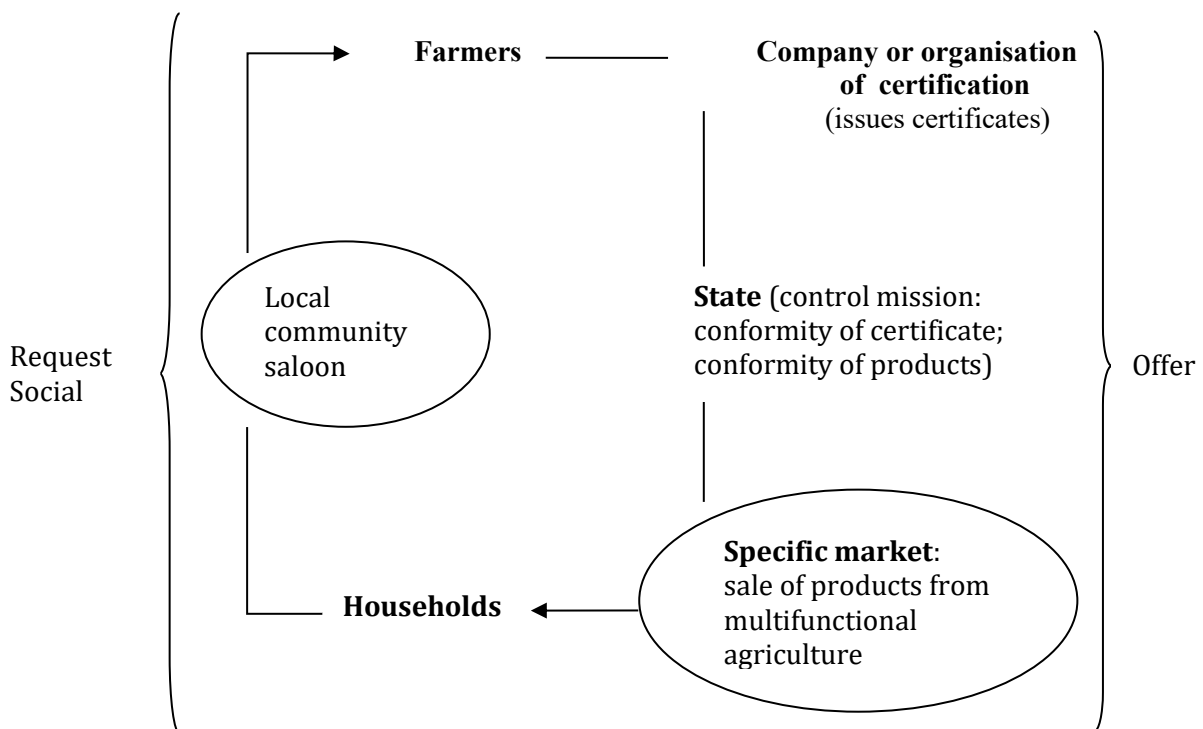 Farmers
Company or organisation
of certification
(issues certificates)
Local
community
saloon
State (control mission:
conformity of certificate;
conformity of products)
Request
Social
Offer
Specific market:
sale of products from
multifunctional
agriculture
Households